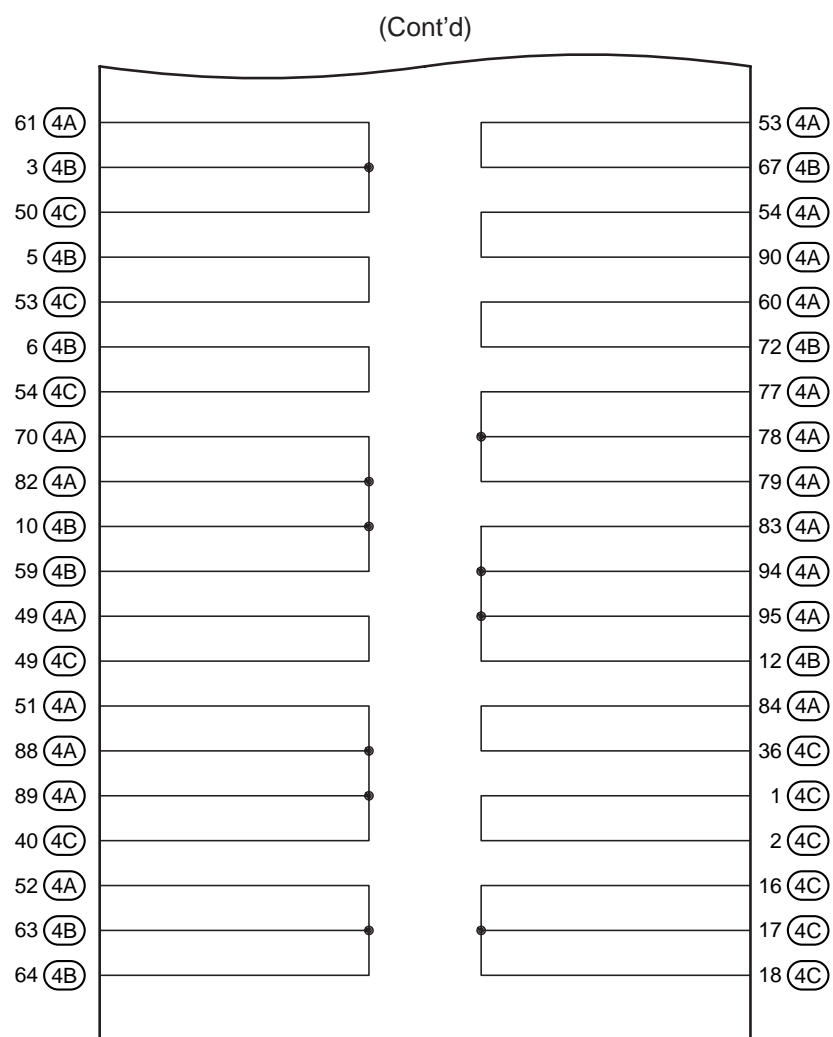 (Cont’d)
61 4A 53 4A
3 4B 67 4B
50 4C 54 4A
5 4B 90 4A
53 4C 60 4A
6 4B 72 4B
54 4C 77 4A
70 4A 78 4A
82 4A 79 4A
10 4B 83 4A
59 4B 94 4A
49 4A 95 4A
49 4C 12 4B
51 4A 84 4A
88 4A 36 4C
89 4A 1 4C
40 4C 2 4C
52 4A 16 4C
63 4B 17 4C
64 4B 18 4C